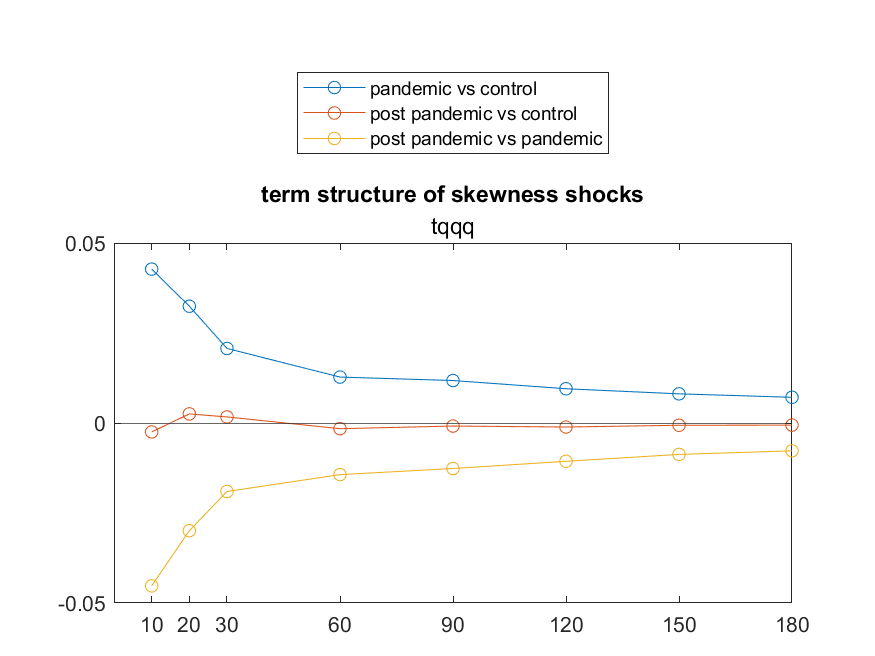 pandemic vs control
post pandemic vs control
post pandemic vs pandemic
term structure of skewness shocks
tqqq
0.05
0
-0.05
10 20 30 60 90 120 150 180